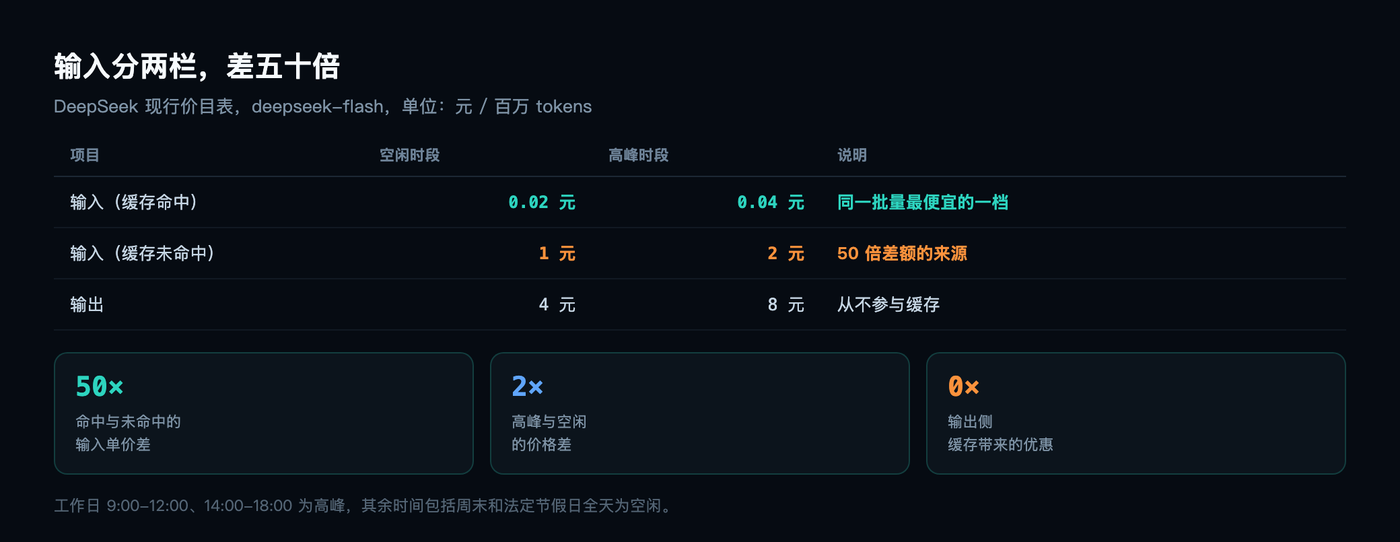 输入分两栏，差五十倍
DeepSeek 现行价目表，deepseek-flash，单位：元 / 百万 tokens
项目 空闲时段 高峰时段 说明
输入（缓存命中） 0.02 元 0.04 元 同一批量最便宜的一档
输入（缓存未命中） 1 元 2 元 50 倍差额的来源
输出 4 元 8 元 从不参与缓存
50×
命中与未命中的
输入单价差
2×
高峰与空闲
的价格差
0×
输出侧
缓存带来的优惠
工作日 9:00–12:00、14:00–18:00 为高峰，其余时间包括周末和法定节假日全天为空闲。